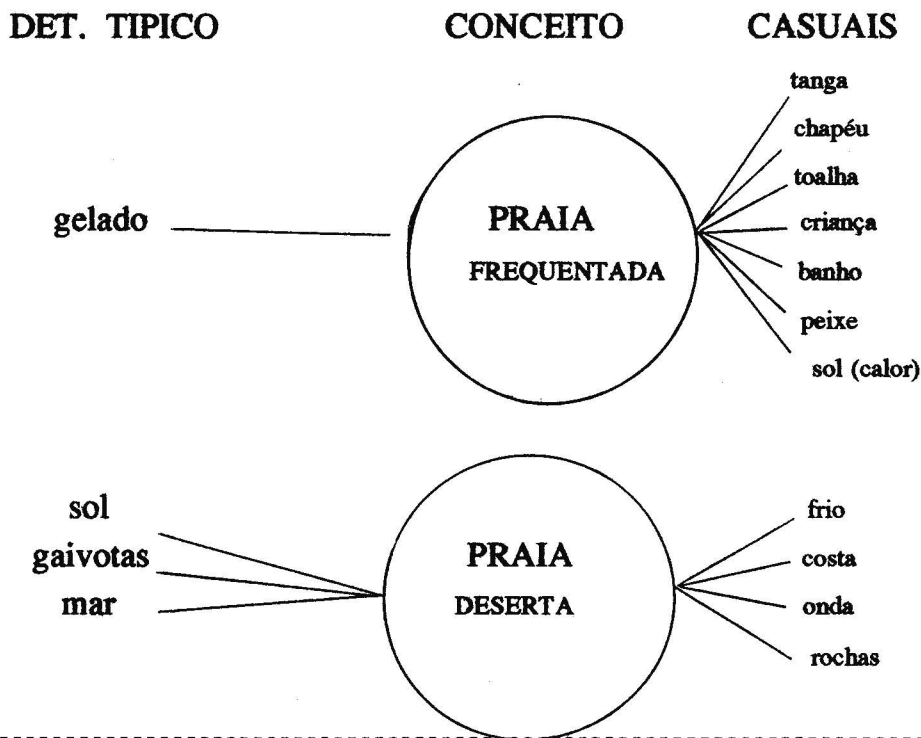 DET. TIPICO CONCEITO CASUAIS
tanga
chapéu
toalha
gelado PRAIA criança
FREQUENTADA banho
peixe
sol (calor)
sol frio
gaivotas PRAIA costa
mar DESERTA onda
rochas